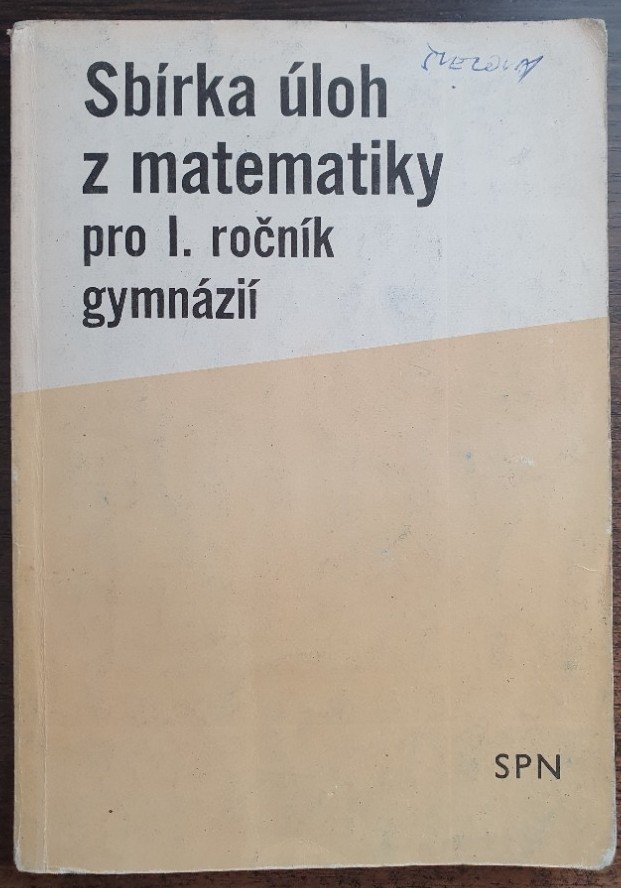 Sbírka úloh
z matematiky
pro I. ročník
gymnázií
SPN